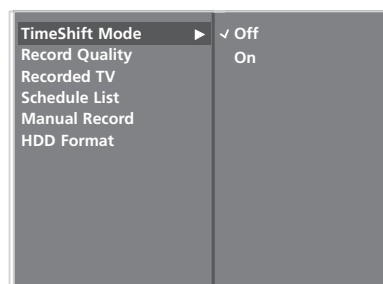 TimeShift Mode
Record Quality
Recorded TV
Schedule List
Manual Record
HDD Format
Off
On